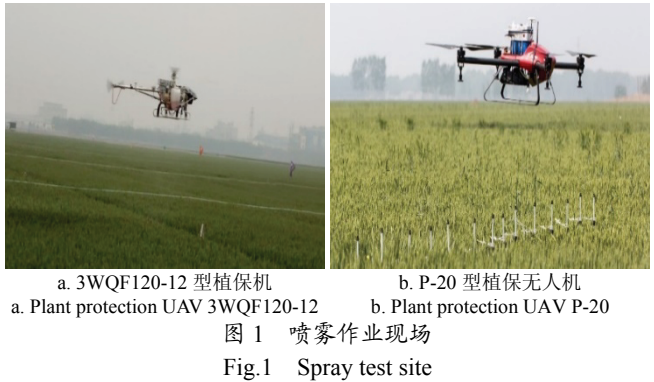 a. 3WQF120-12 型植保机
a. Plant protection UAV 3WQF120-12
b. P-20 型植保无人机
b. Plant protection UAV P-20
图 1 喷雾作业现场
Fig.1 Spray test site